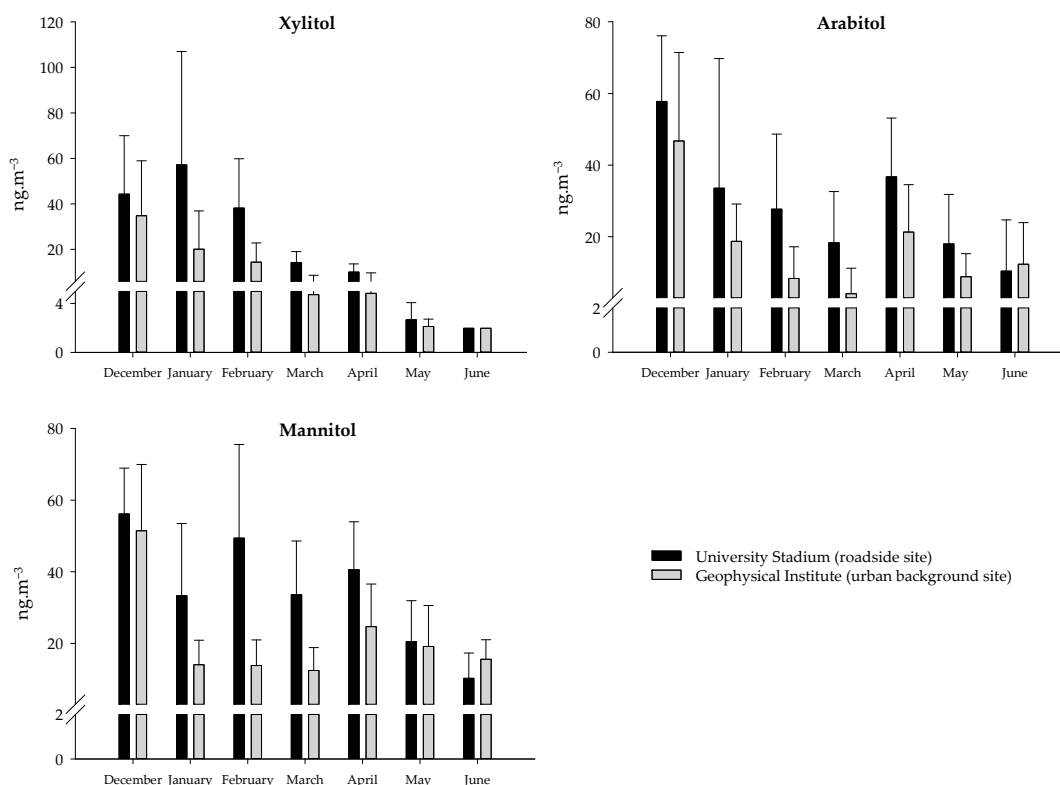 Xylitol
120
100
80
60
40
20
4
0
ng.m⁻³
December January February March April May June
Arabitol
80
60
40
20
2
0
ng.m⁻³
December January February March April May June
Mannitol
80
60
40
20
2
0
ng.m⁻³
December January February March April May June
University Stadium (roadside site)
Geophysical Institute (urban background site)